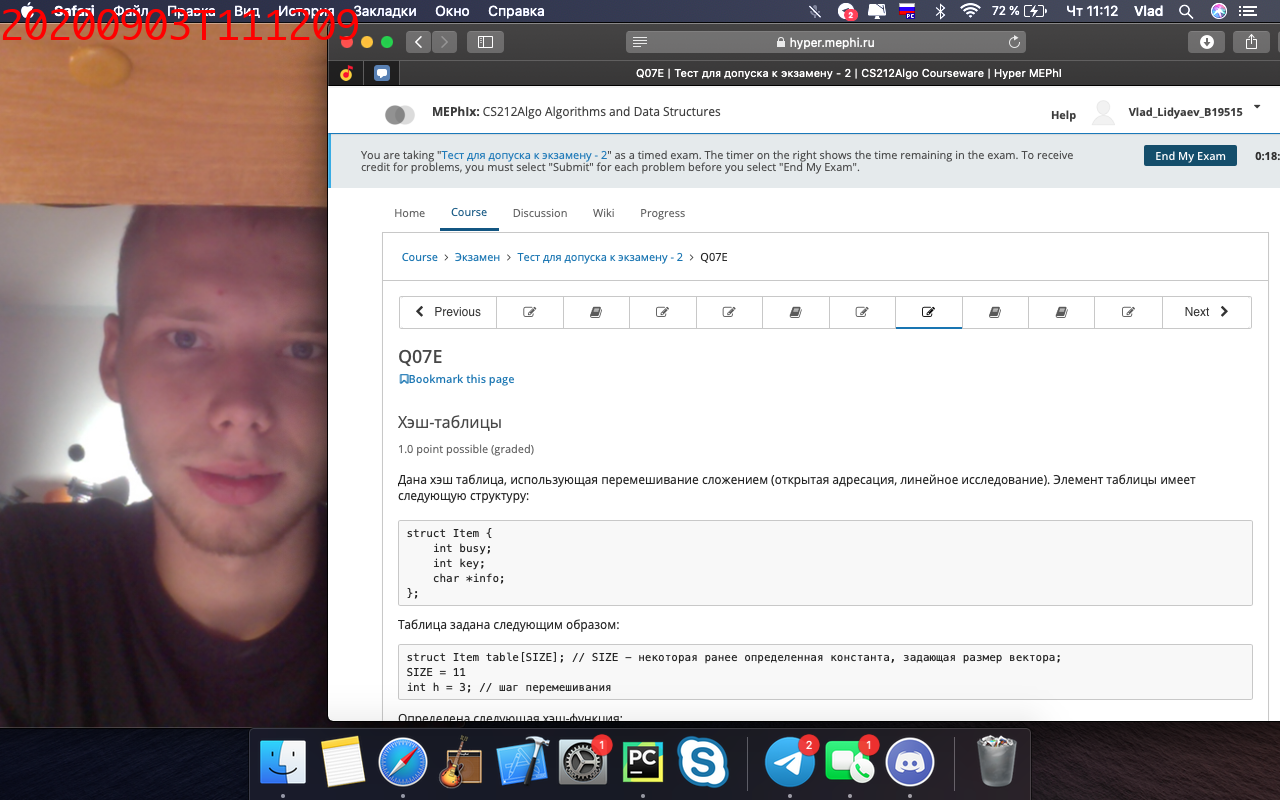 Safari Файл Правка Вид История Закладки Окно Справка 2 РС 72 % Чт 11:12 Vlad
20200903T111209
hyper.mephi.ru
Q07E | Тест для допуска к экзамену - 2 | CS212Algo Courseware | Hyper MEPhI
MEPhIx: CS212Algo Algorithms and Data Structures
Help Vlad_Lidyaev_B19515
You are taking "Тест для допуска к экзамену - 2" as a timed exam. The timer on the right shows the time remaining in the exam. To receive
credit for problems, you must select "Submit" for each problem before you select "End My Exam".
End My Exam 0:18:
Home Course Discussion Wiki Progress
Course > Экзамен > Тест для допуска к экзамену - 2 > Q07E
Previous Next
Q07E
Bookmark this page
Хэш-таблицы
1.0 point possible (graded)
Дана хэш таблица, использующая перемешивание сложением (открытая адресация, линейное исследование). Элемент таблицы имеет
следующую структуру:
struct Item {
int busy;
int key;
char *info;
};
Таблица задана следующим образом:
struct Item table[SIZE]; // SIZE – некоторая ранее определенная константа, задающая размер вектора;
SIZE = 11
int h = 3; // шаг перемешивания
Определена следующая хэш-функция:
1 PC 2 1